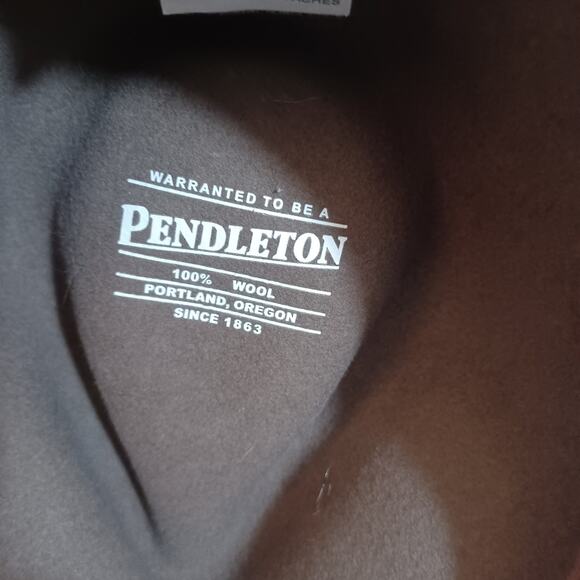 WARRANTED TO BE A
PENDLETON
100% WOOL
PORTLAND, OREGON
SINCE 1863